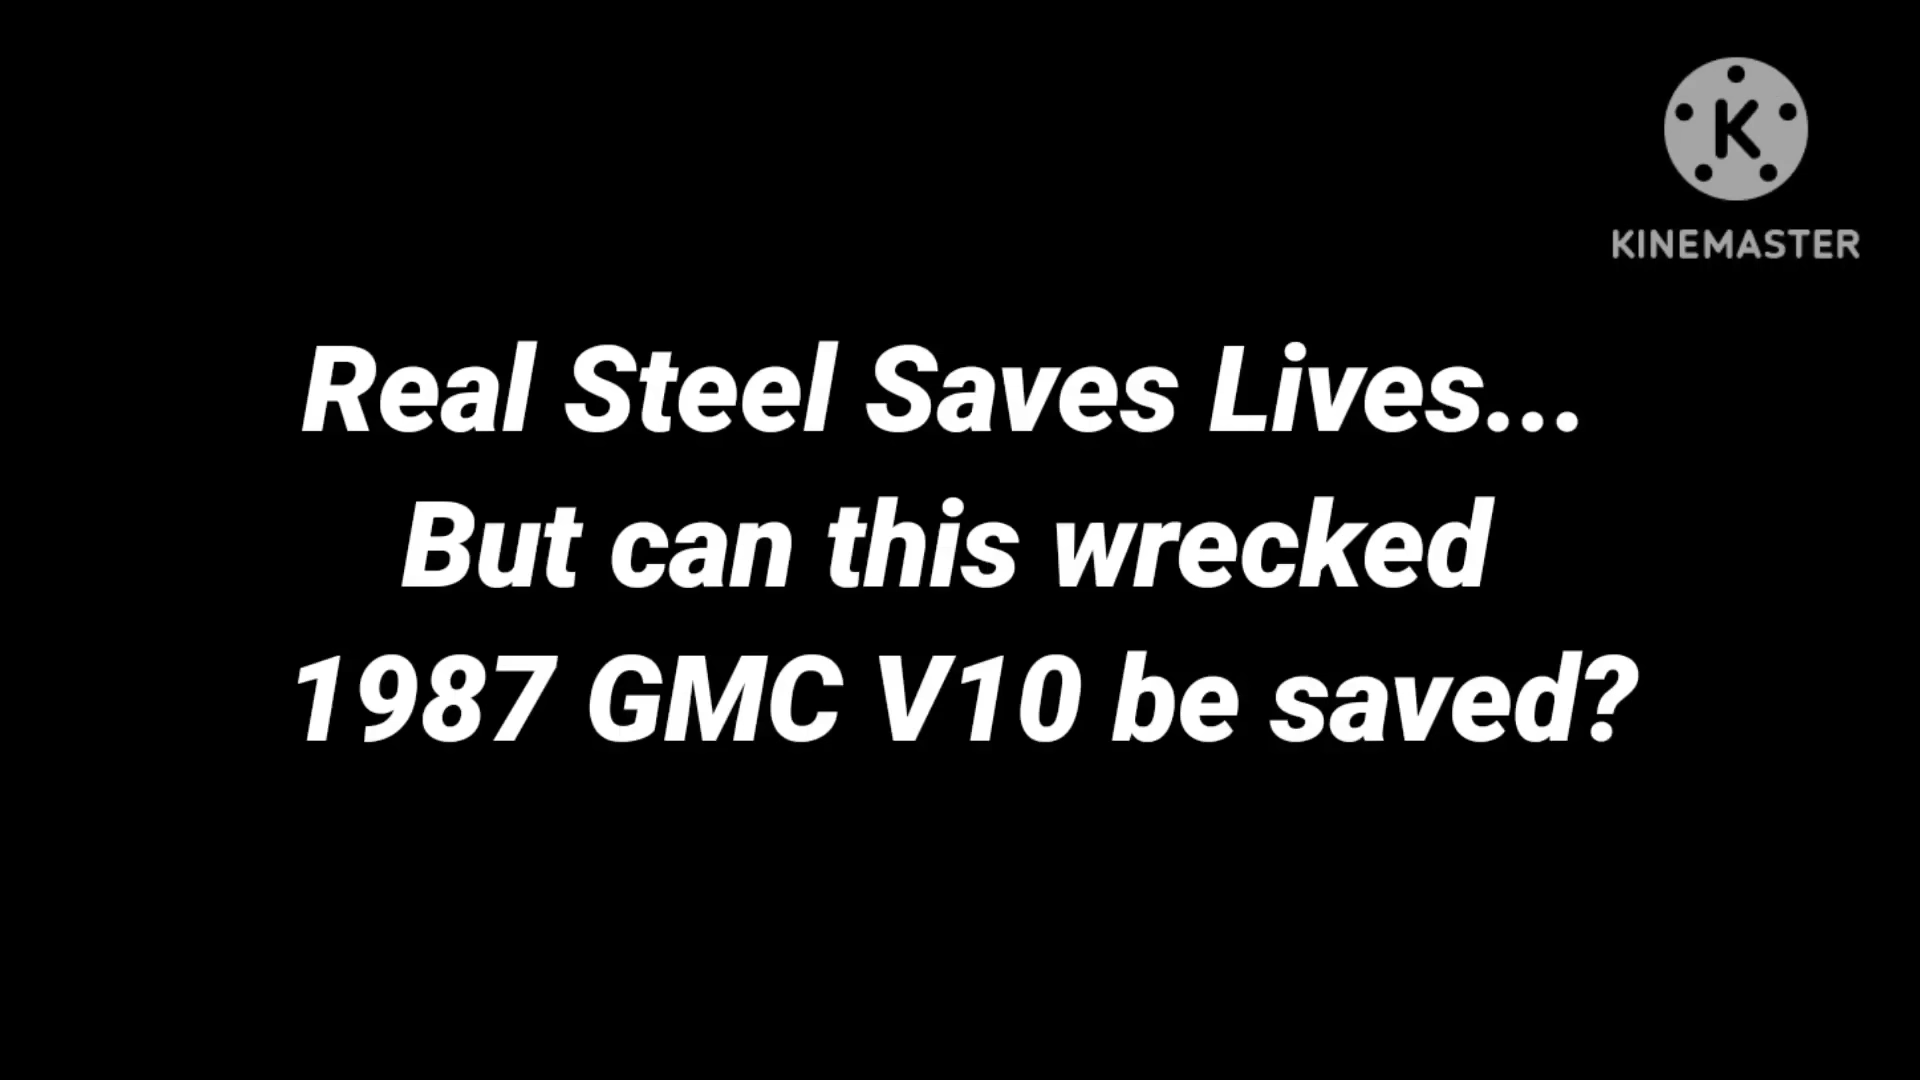 K
KINEMASTER
Real Steel Saves Lives...
But can this wrecked
1987 GMC V10 be saved?